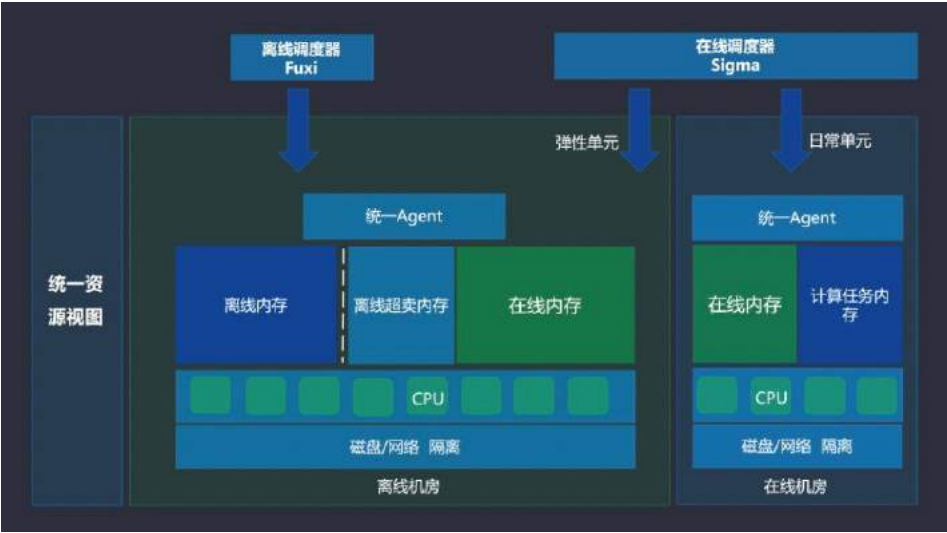 离线调度器
Fuxi
在线调度器
Sigma
弹性单元
日常单元
统一Agent
统一Agent
统一资
源视图
离线内存
离线超卖内存
在线内存
在线内存
计算任务内
存
CPU
CPU
磁盘/网络 隔离
磁盘/网络 隔离
离线机房
在线机房